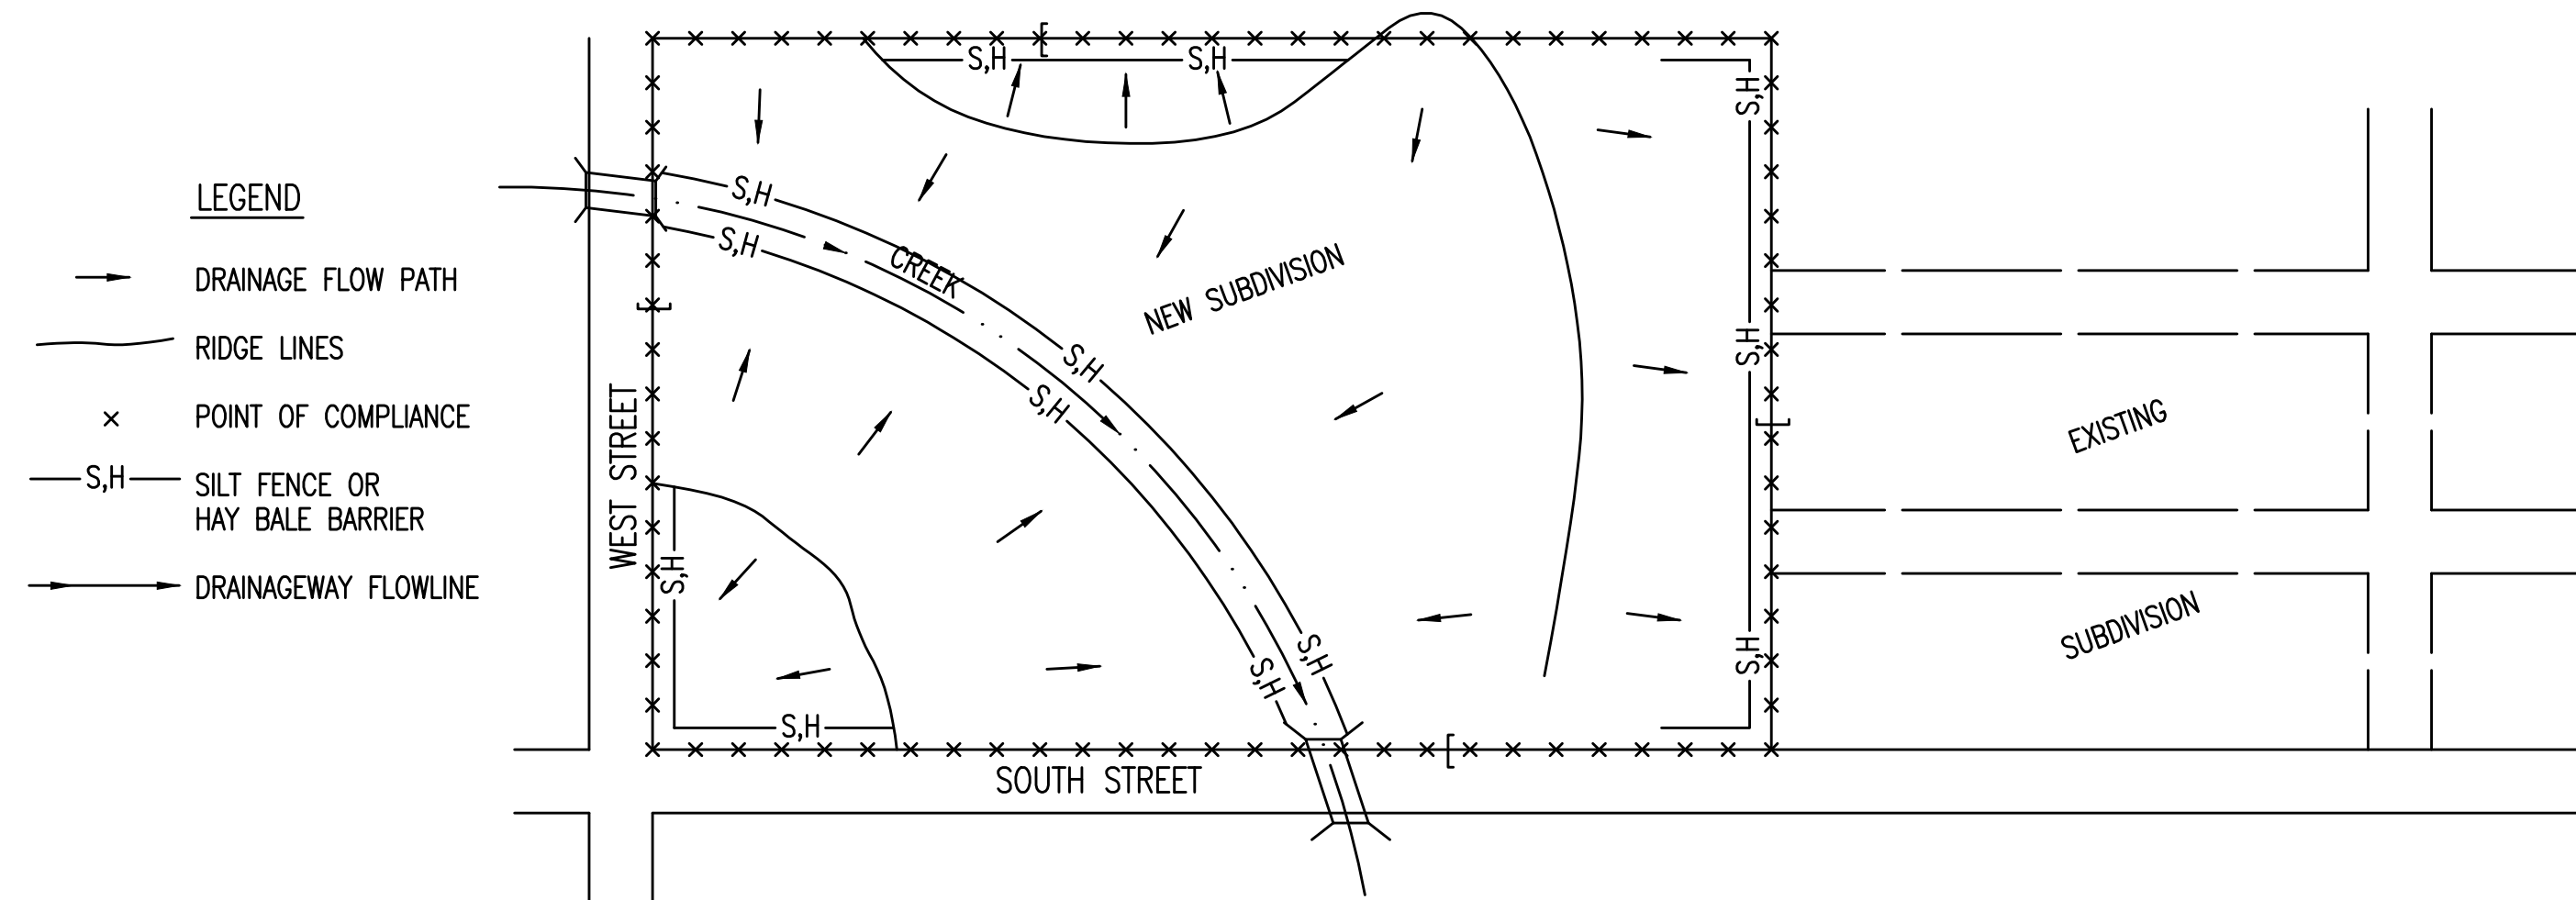 LEGEND
DRAINAGE FLOW PATH
RIDGE LINES
POINT OF COMPLIANCE
S,H
SILT FENCE OR
HAY BALE BARRIER
DRAINAGEWAY FLOWLINE
S,H
S,H
S,H
S,H
S,H
CREEK
NEW SUBDIVISION
S,H
S,H
S,H
WEST STREET
EXISTING
S,H
S,H
S,H
S,H
SUBDIVISION
S,H
SOUTH STREET